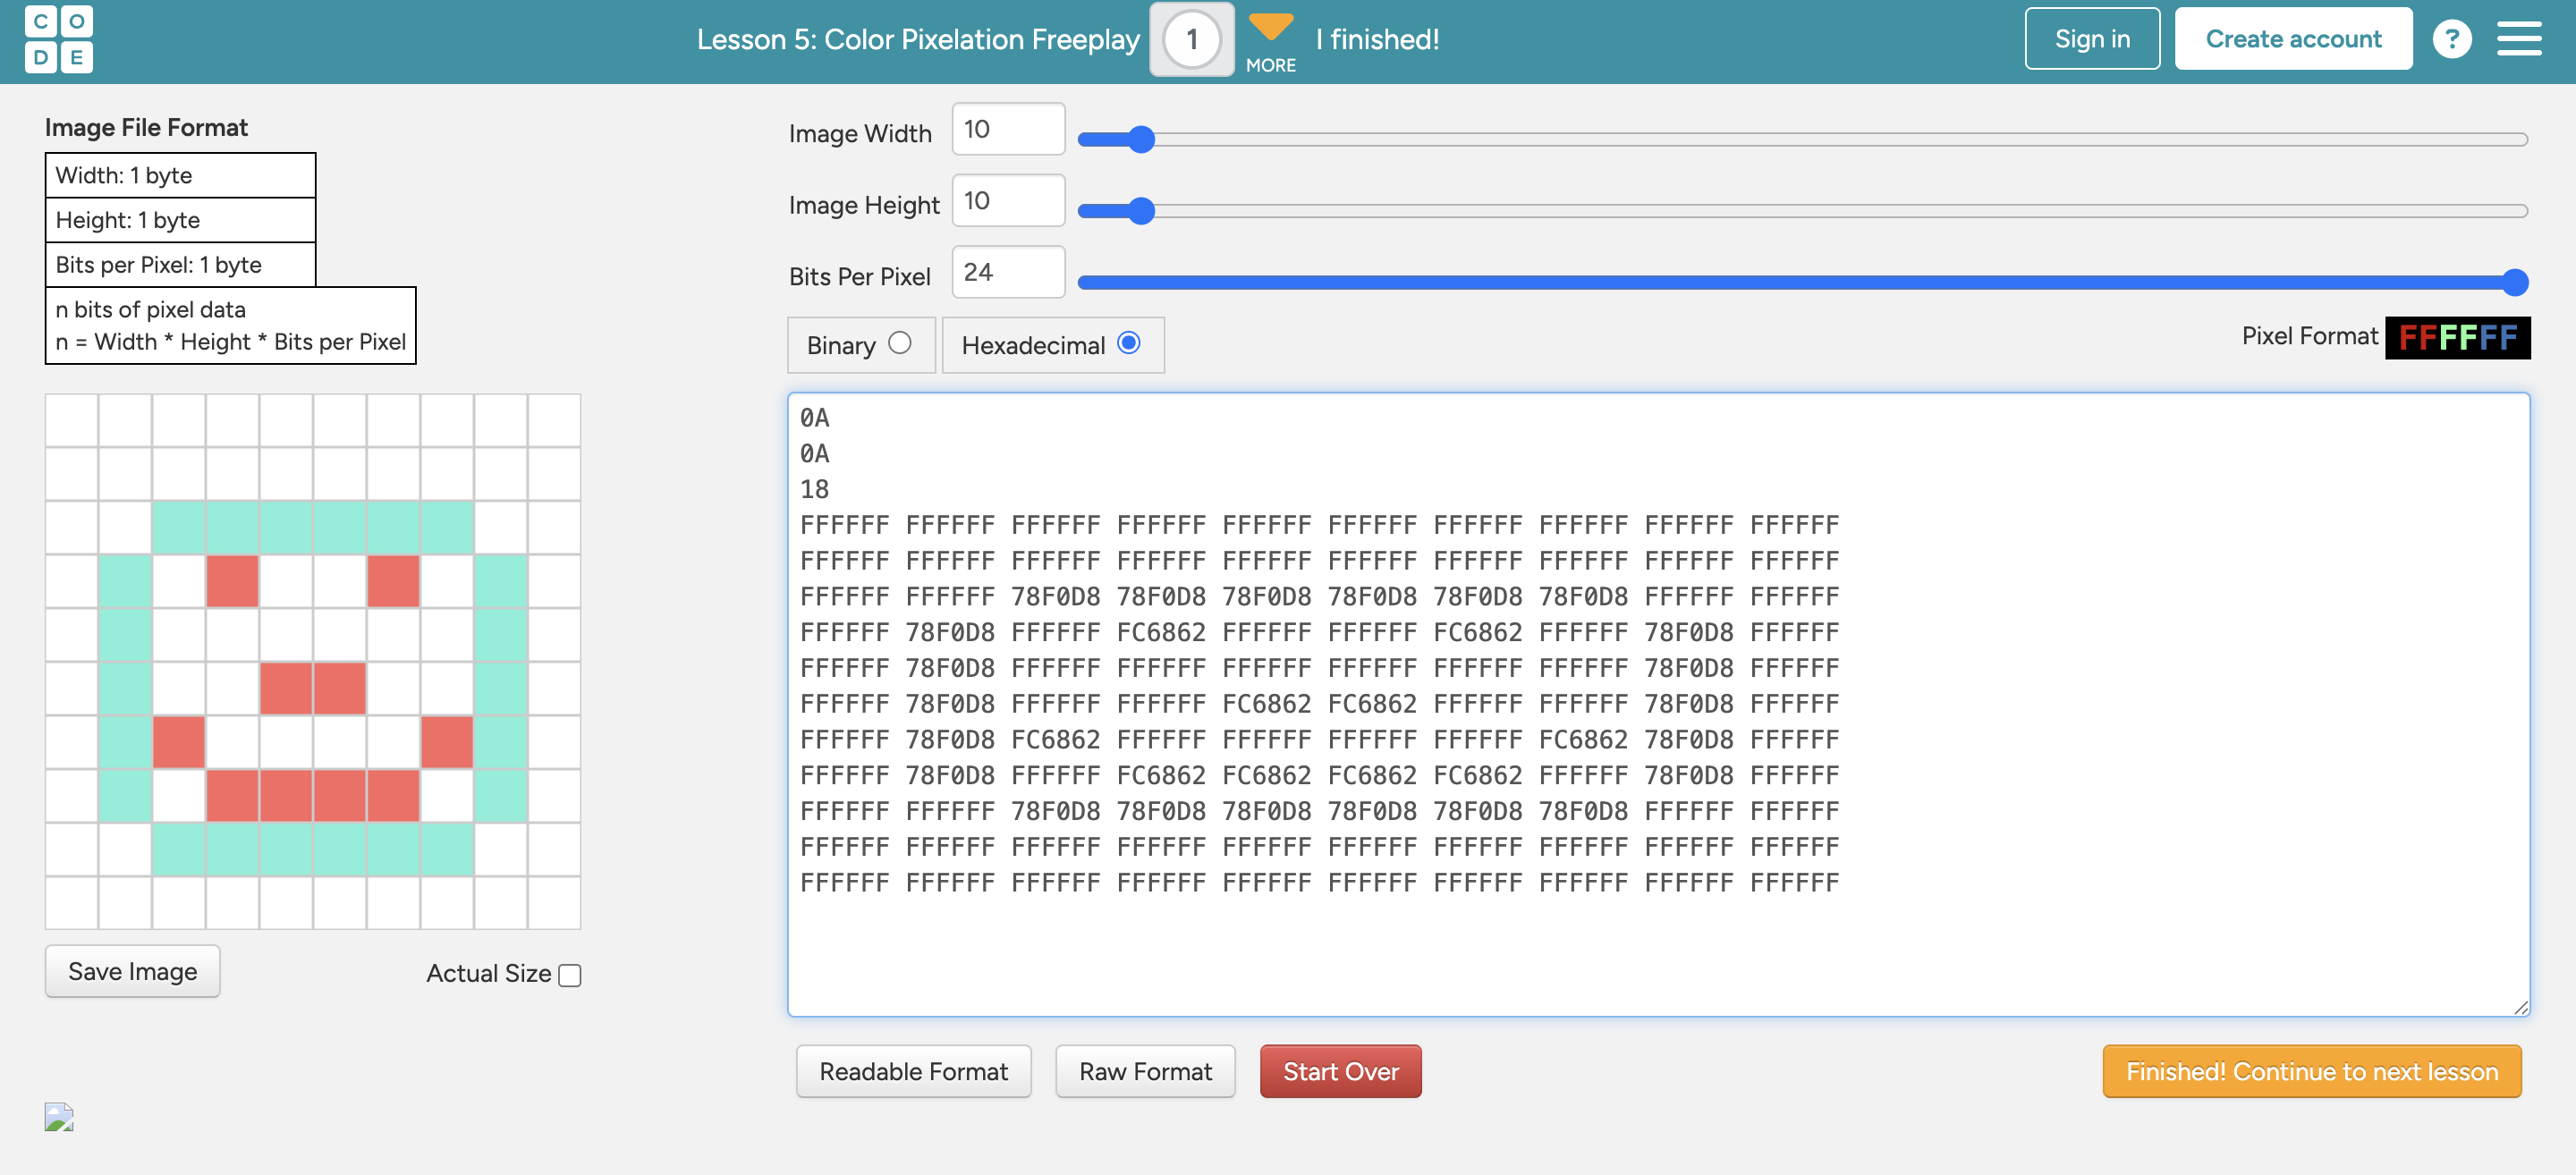 CODE
Lesson 5: Color Pixelation Freeplay
1
MORE
I finished!
Sign in
Create account
?
Image File Format
Width: 1 byte
Height: 1 byte
Bits per Pixel: 1 byte
n bits of pixel data
n = Width * Height * Bits per Pixel
Save Image
Actual Size
Image Width 10
Image Height 10
Bits Per Pixel 24
Binary
Hexadecimal
Pixel Format FFFFFF
0A
0A
18
FFFFFF FFFFFF FFFFFF FFFFFF FFFFFF FFFFFF FFFFFF FFFFFF FFFFFF FFFFFF
FFFFFF FFFFFF FFFFFF FFFFFF FFFFFF FFFFFF FFFFFF FFFFFF FFFFFF FFFFFF
FFFFFF FFFFFF 78F0D8 78F0D8 78F0D8 78F0D8 78F0D8 78F0D8 FFFFFF FFFFFF
FFFFFF 78F0D8 FFFFFF FC6862 FFFFFF FFFFFF FC6862 FFFFFF 78F0D8 FFFFFF
FFFFFF 78F0D8 FFFFFF FFFFFF FFFFFF FFFFFF FFFFFF FFFFFF 78F0D8 FFFFFF
FFFFFF 78F0D8 FFFFFF FFFFFF FC6862 FC6862 FFFFFF FFFFFF 78F0D8 FFFFFF
FFFFFF 78F0D8 FC6862 FFFFFF FFFFFF FFFFFF FFFFFF FC6862 78F0D8 FFFFFF
FFFFFF 78F0D8 FFFFFF FC6862 FC6862 FC6862 FC6862 FFFFFF 78F0D8 FFFFFF
FFFFFF FFFFFF 78F0D8 78F0D8 78F0D8 78F0D8 78F0D8 78F0D8 FFFFFF FFFFFF
FFFFFF FFFFFF FFFFFF FFFFFF FFFFFF FFFFFF FFFFFF FFFFFF FFFFFF FFFFFF
FFFFFF FFFFFF FFFFFF FFFFFF FFFFFF FFFFFF FFFFFF FFFFFF FFFFFF FFFFFF
Readable Format
Raw Format
Start Over
Finished! Continue to next lesson